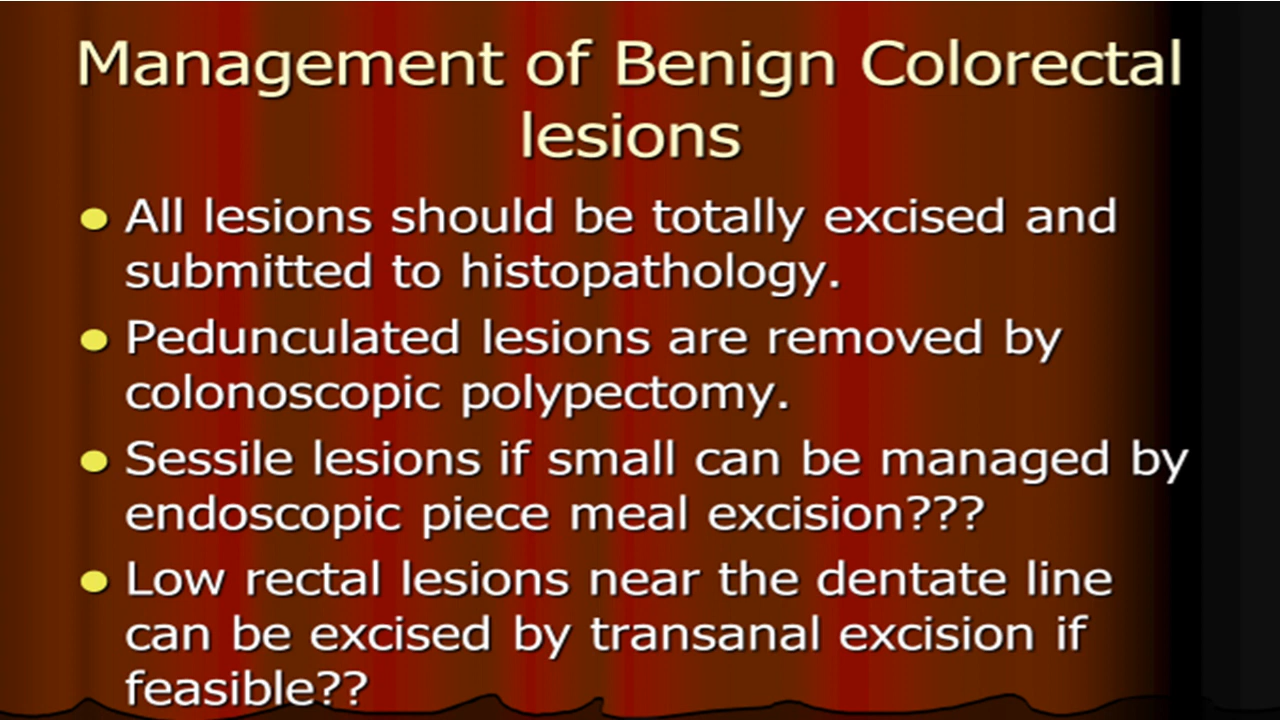 Management of Benign Colorectal
lesions
All lesions should be totally excised and
submitted to histopathology.
Pedunculated lesions are removed by
colonoscopic polypectomy.
Sessile lesions if small can be managed by
endoscopic piece meal excision???
Low rectal lesions near the dentate line
can be excised by transanal excision if
feasible??